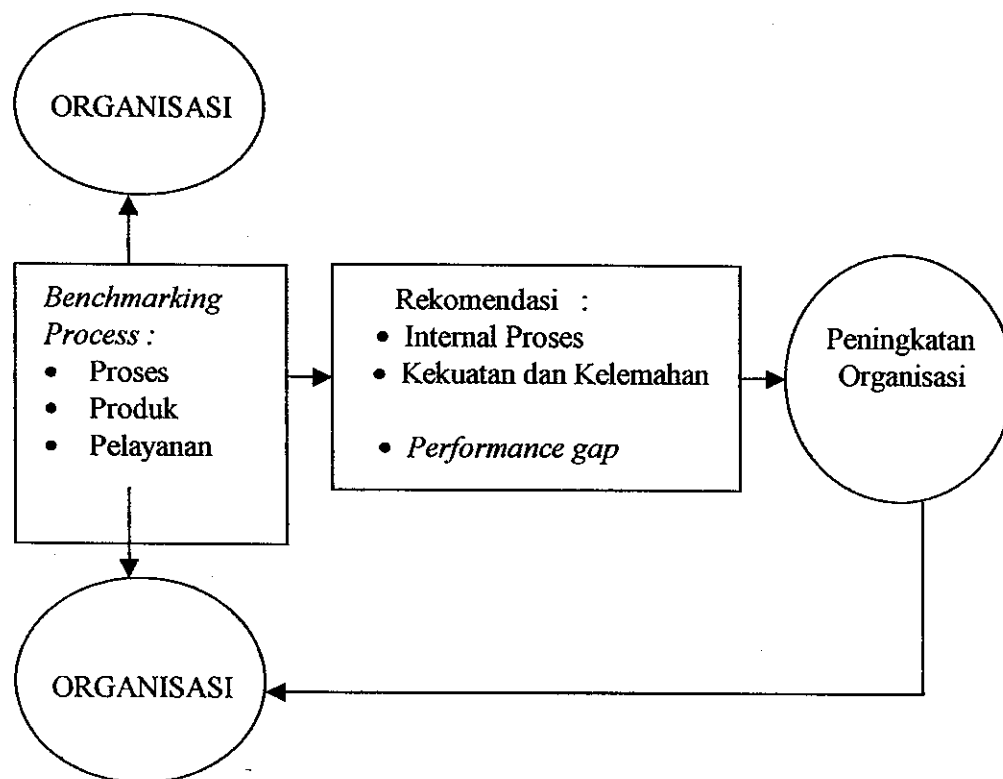 ORGANISASI
Benchmarking
Process :
• Proses
• Produk
• Pelayanan
Rekomendasi :
• Internal Proses
• Kekuatan dan Kelemahan
• Performance gap
Peningkatan
Organisasi
ORGANISASI